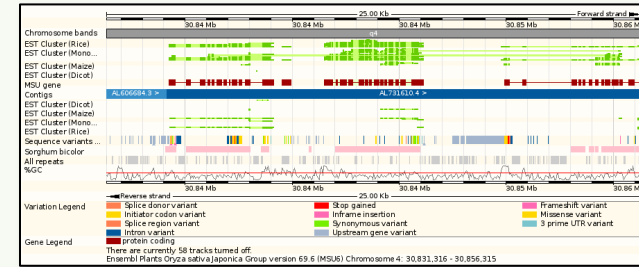 25.00 Kb Forward strand
30.84 Mb 30.84 Mb 30.84 Mb 30.85 Mb 30.86 M
Chromosome bands q4
EST Cluster (Rice)
EST Cluster (Mono...
EST Cluster (Maize)
EST Cluster (Dicot)
MSU gene
Contigs AL606684.3 > AL731610.4 >
EST Cluster (Dicot)
EST Cluster (Maize)
EST Cluster (Mono...
EST Cluster (Rice)
Sequence variants ...
Sorghum bicolor
All repeats
%GC
30.84 Mb 30.84 Mb 30.84 Mb 30.85 Mb 30.86 M
Reverse strand 25.00 Kb
Variation Legend Splice donor variant Stop gained Frameshift variant
Initiator codon variant Inframe insertion Missense variant
Splice region variant Synonymous variant 3 prime UTR variant
Intron variant Upstream gene variant
Gene Legend protein coding
There are currently 58 tracks turned off.
Ensembl Plants Oryza sativa Japonica Group version 69.6 (MSU6) Chromosome 4: 30,831,316 - 30,856,315